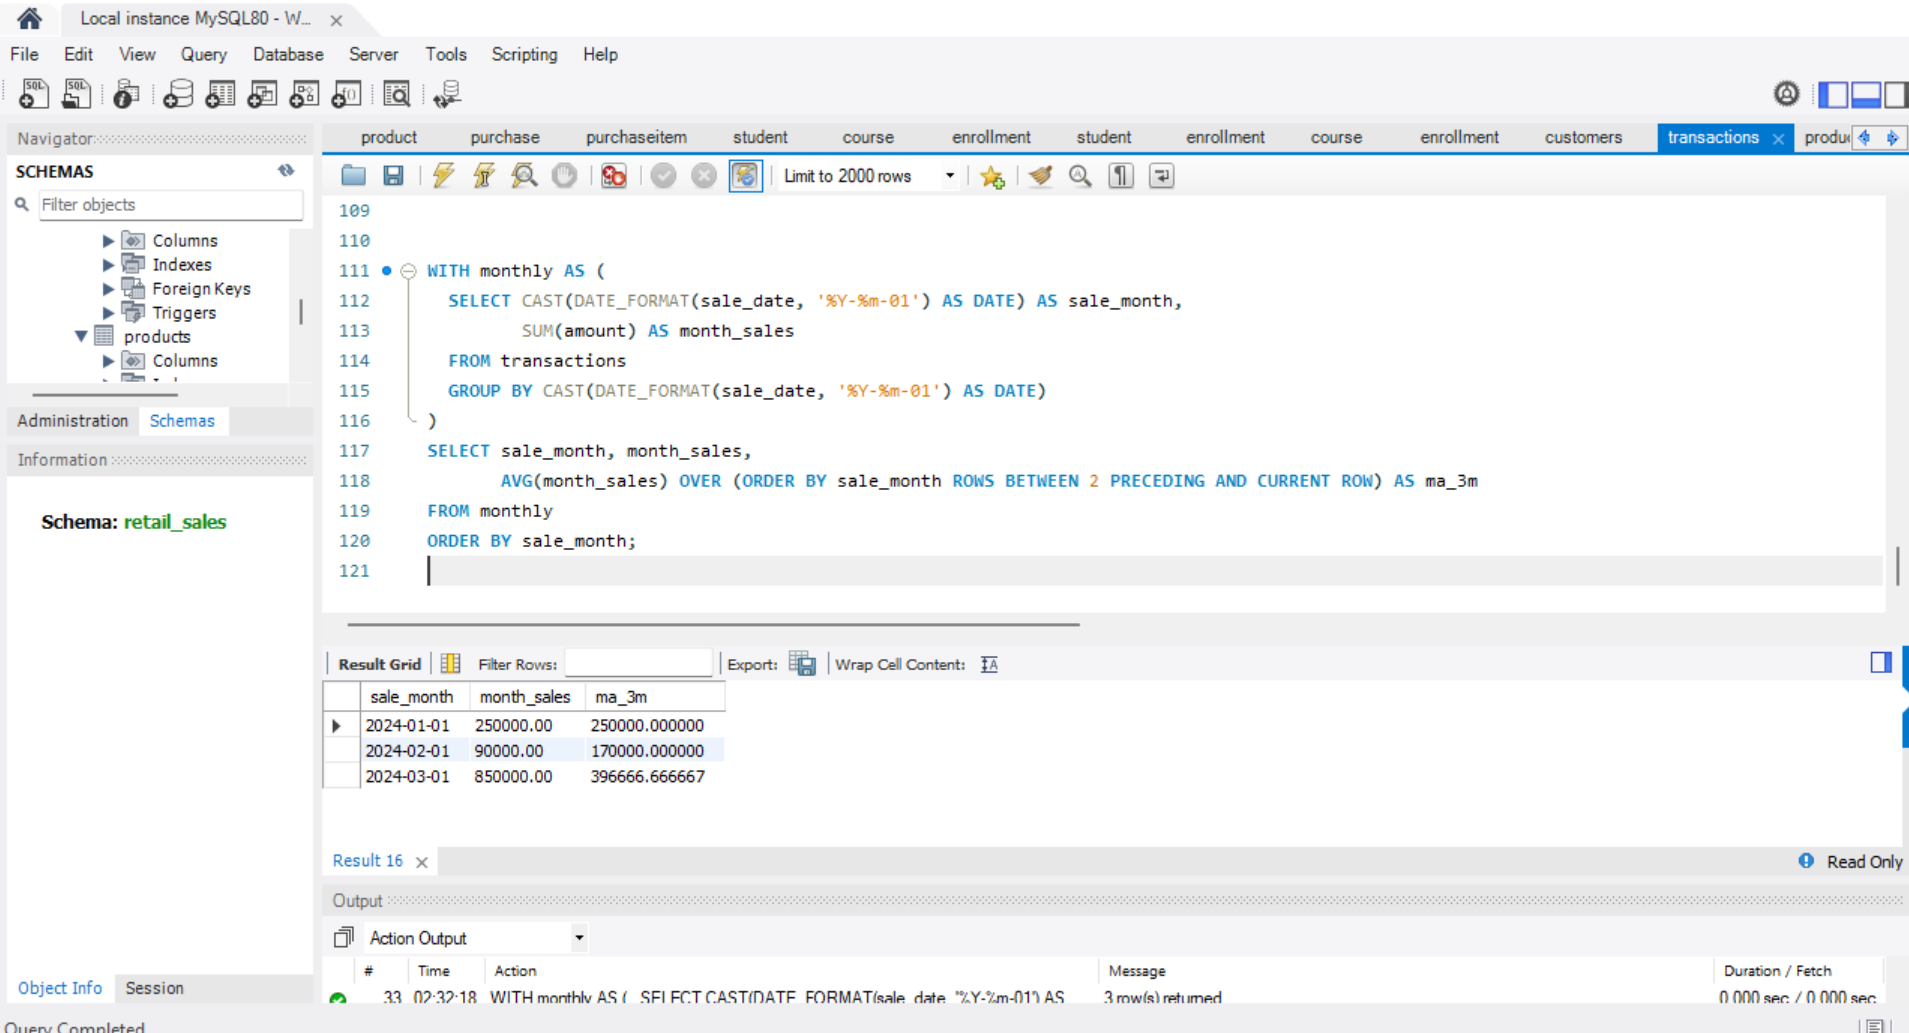 Local instance MySQL80 - W...
File Edit View Query Database Server Tools Scripting Help
Navigator
SCHEMAS
Filter objects
Columns
Indexes
Foreign Keys
Triggers
products
Columns
Administration Schemas
Information
Schema: retail_sales
Object Info Session
product purchase purchaseitem student course enrollment student enrollment course enrollment customers transactions produ
Limit to 2000 rows
109
110
111 WITH monthly AS (
112 SELECT CAST(DATE_FORMAT(sale_date, '%Y-%m-01') AS DATE) AS sale_month,
113 SUM(amount) AS month_sales
114 FROM transactions
115 GROUP BY CAST(DATE_FORMAT(sale_date, '%Y-%m-01') AS DATE)
116 )
117 SELECT sale_month, month_sales,
118 AVG(month_sales) OVER (ORDER BY sale_month ROWS BETWEEN 2 PRECEDING AND CURRENT ROW) AS ma_3m
119 FROM monthly
120 ORDER BY sale_month;
121
Result Grid Filter Rows: Export: Wrap Cell Content: IA
sale_month month_sales ma_3m
2024-01-01 250000.00 250000.000000
2024-02-01 90000.00 170000.000000
2024-03-01 850000.00 396666.666667
Result 16 Read Only
Output
Action Output
# Time Action Message Duration / Fetch
33 02:32:18 WITH monthly AS ( SELECT CAST(DATE_FORMAT(sale_date, '%Y-%m-01') AS 3 row(s) returned 0.000 sec / 0.000 sec
Query Completed